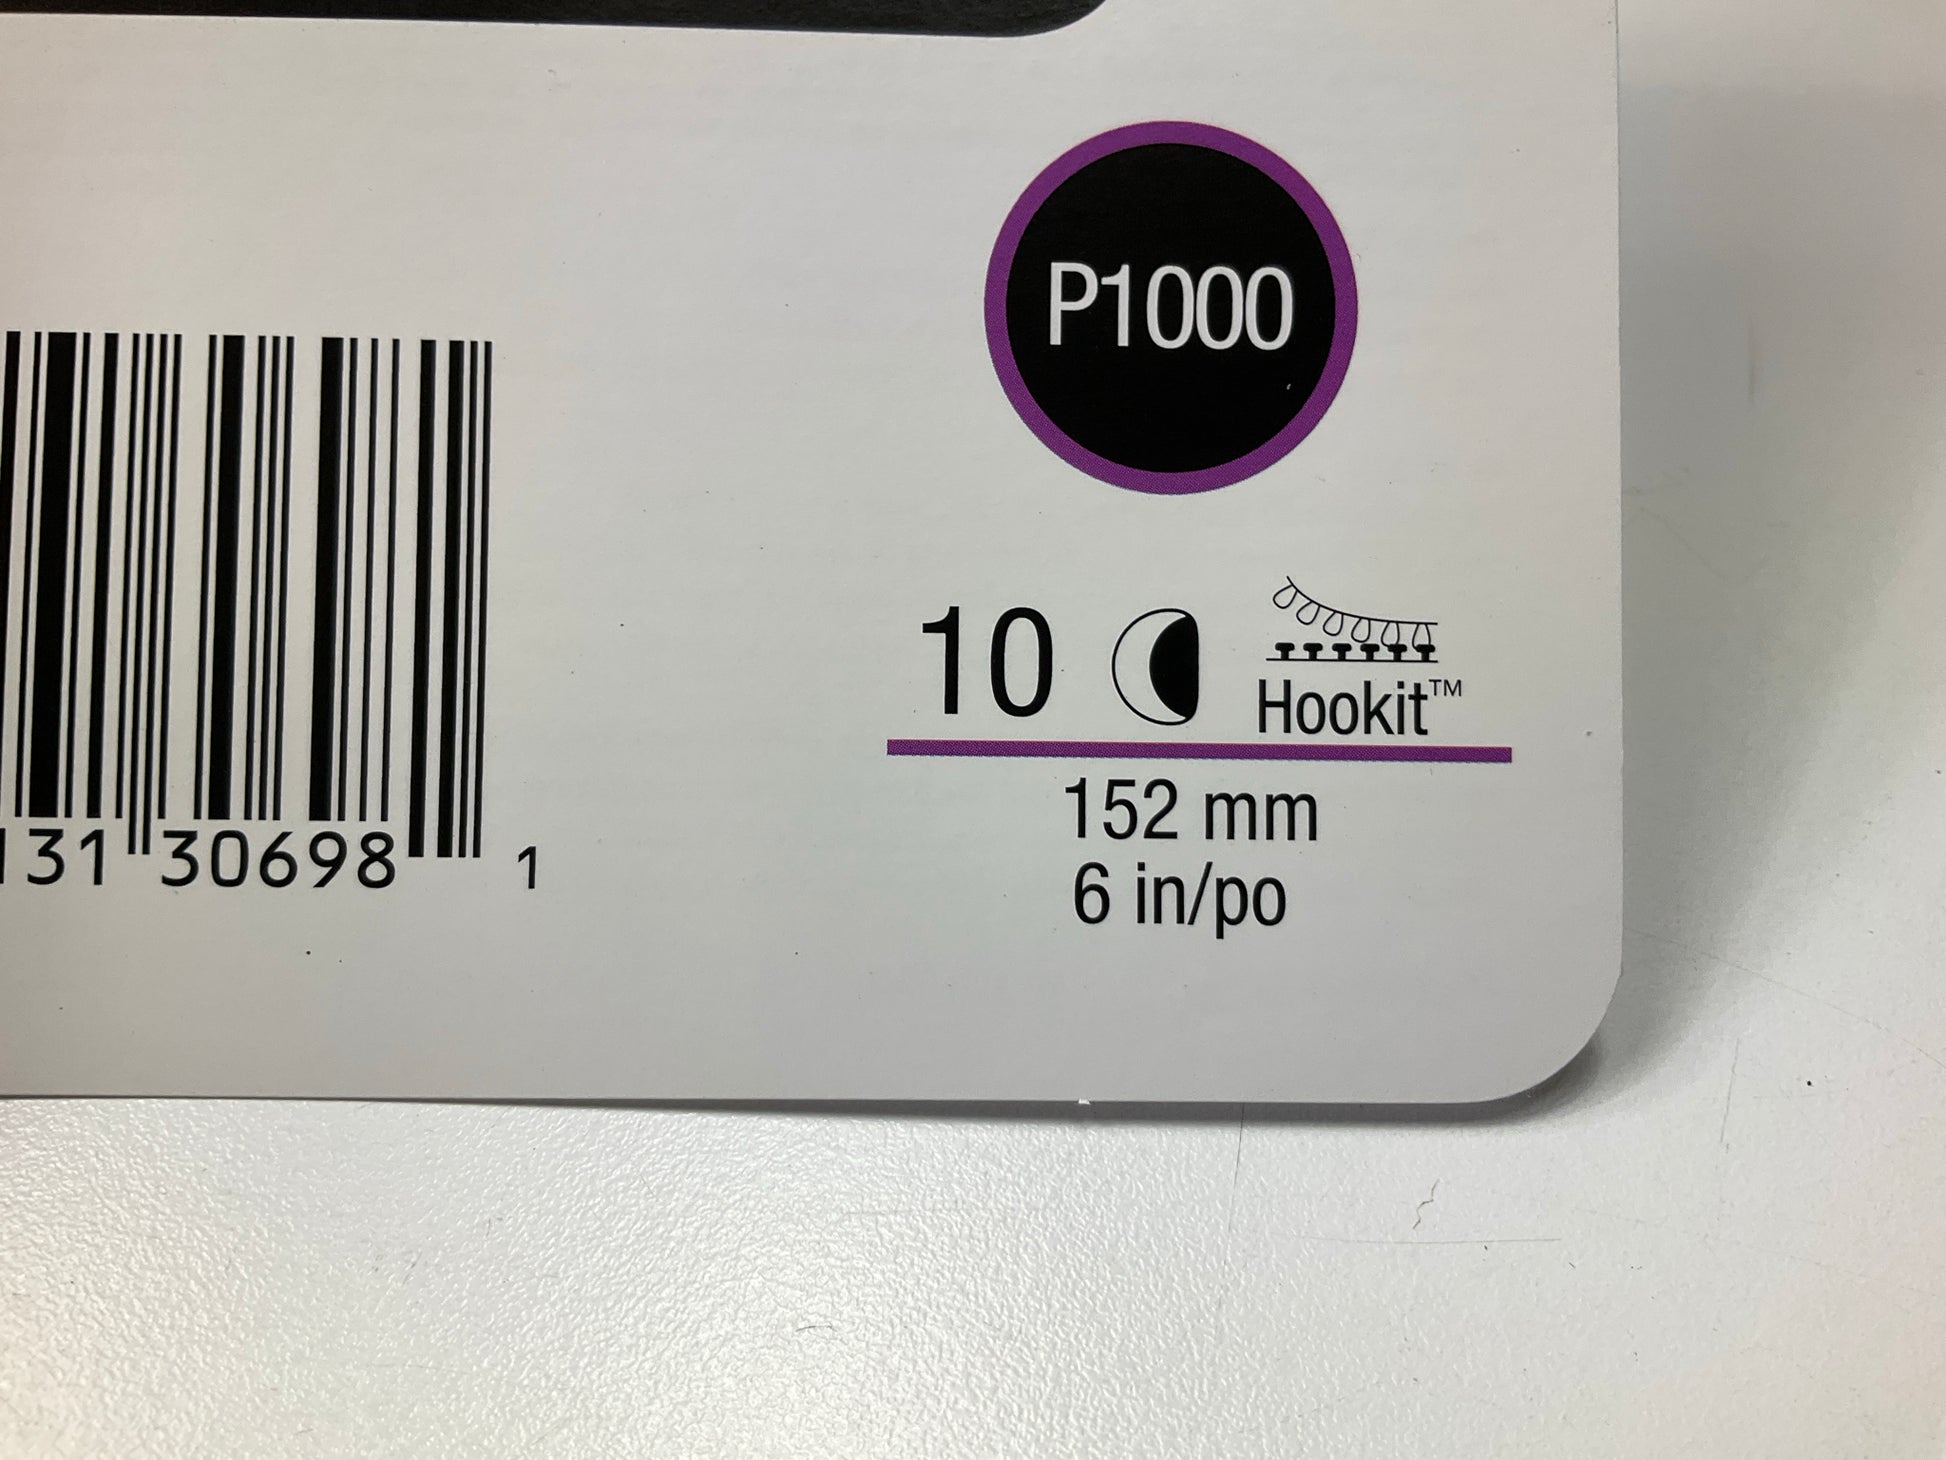 P1000
10 Hookit™
152 mm
6 in/po
131 30698 1